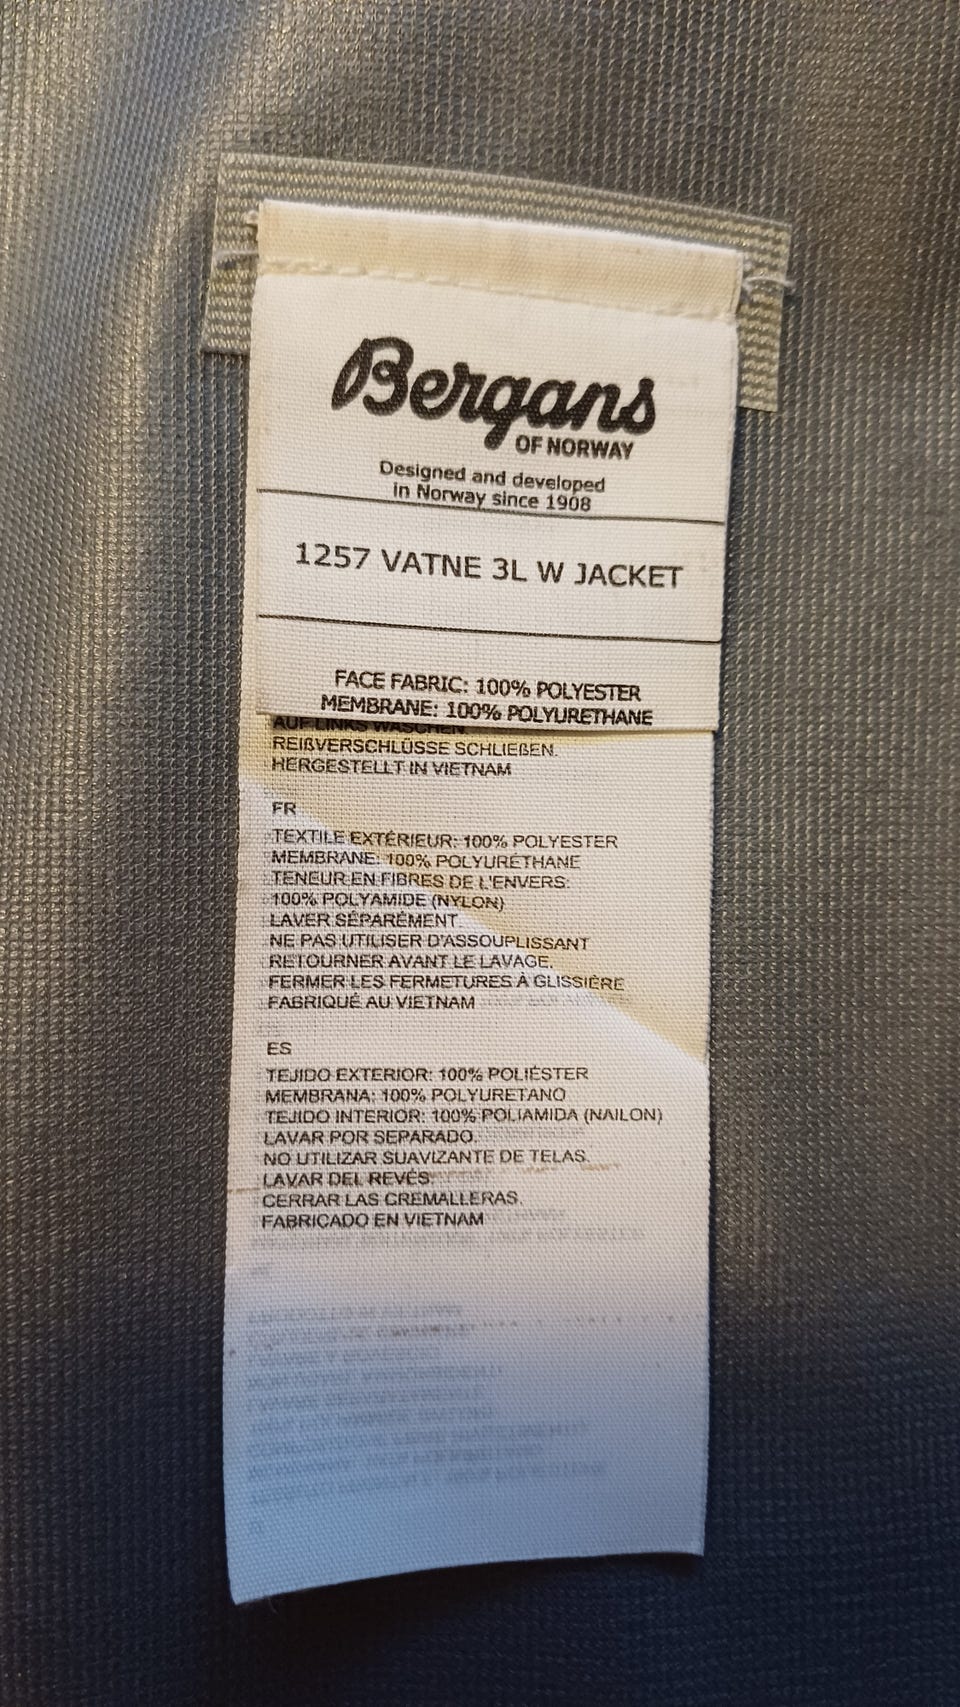 Bergans
OF NORWAY
Designed and developed
in Norway since 1908
1257 VATNE 3L W JACKET
FACE FABRIC: 100% POLYESTER
MEMBRANE: 100% POLYURETHANE
AUF LINKS WASCHEN
REIßVERSCHLÜSSE SCHLIEßEN.
HERGESTELLT IN VIETNAM
FR
TEXTILE EXTÉRIEUR: 100% POLYESTER
MEMBRANE: 100% POLYURÉTHANE
TENEUR EN FIBRES DE L'ENVERS:
100% POLYAMIDE (NYLON)
LAVER SÉPARÉMENT.
NE PAS UTILISER D'ASSOUPLISSANT
RETOURNER AVANT LE LAVAGE.
FERMER LES FERMETURES À GLISSIÈRE
FABRIQUÉ AU VIETNAM
ES
TEJIDO EXTERIOR: 100% POLIÉSTER
MEMBRANA: 100% POLYURETANO
TEJIDO INTERIOR: 100% POLIAMIDA (NAILON)
LAVAR POR SEPARADO.
NO UTILIZAR SUAVIZANTE DE TELAS.
LAVAR DEL REVÉS.
CERRAR LAS CREMALLERAS.
FABRICADO EN VIETNAM